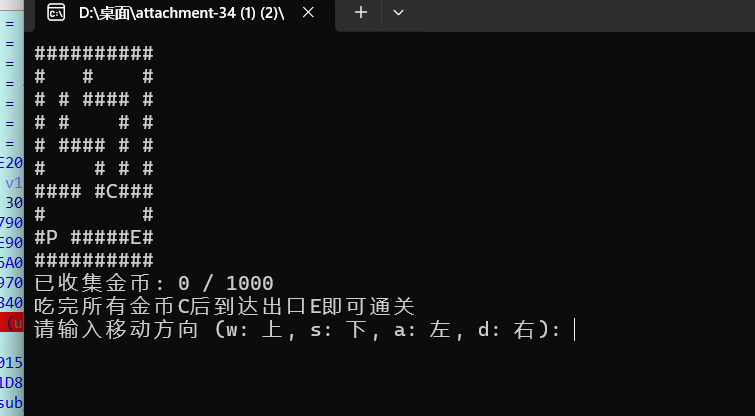 D:\桌面\attachment-34 (1) (2)\
##########
#   #    #
# # #### #
# #    # #
# #### # #
#    # # #
#### #C###
#        #
#P #####E#
##########
已收集金币: 0 / 1000
吃完所有金币C后到达出口E即可通关
请输入移动方向 (w: 上, s: 下, a: 左, d: 右):
=
=
=
=
=
=
=
E20
v1
30
790
E90
6A0
970
840
(u
015
1D8
sub